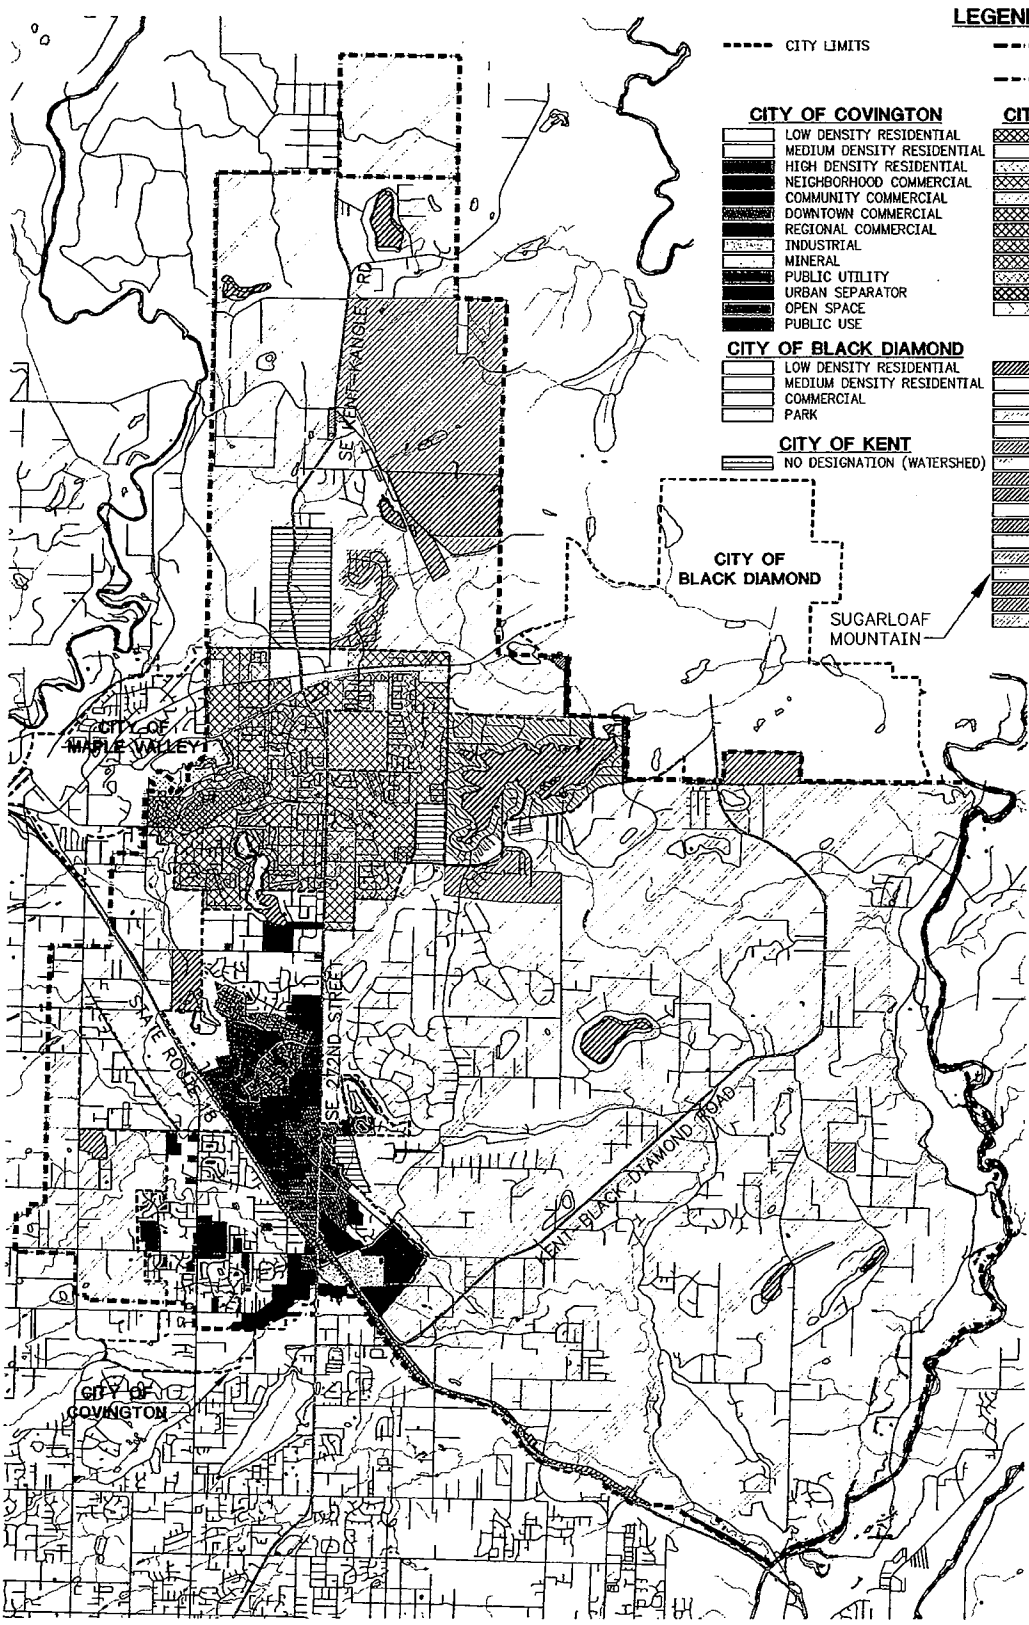 LEGEN
CITY LIMITS
CITY OF COVINGTON
LOW DENSITY RESIDENTIAL
MEDIUM DENSITY RESIDENTIAL
HIGH DENSITY RESIDENTIAL
NEIGHBORHOOD COMMERCIAL
COMMUNITY COMMERCIAL
DOWNTOWN COMMERCIAL
REGIONAL COMMERCIAL
INDUSTRIAL
MINERAL
PUBLIC UTILITY
URBAN SEPARATOR
OPEN SPACE
PUBLIC USE
CIT
CITY OF BLACK DIAMOND
LOW DENSITY RESIDENTIAL
MEDIUM DENSITY RESIDENTIAL
COMMERCIAL
PARK
CITY OF KENT
NO DESIGNATION (WATERSHED)
SE KENT-KANGLEY RD
CITY OF
BLACK DIAMOND
SUGARLOAF
MOUNTAIN
CITY OF
MAPLE VALLEY
STATE ROUTE 18
SE 272ND STREET
KENT BLACK DIAMOND ROAD
CITY OF
COVINGTON